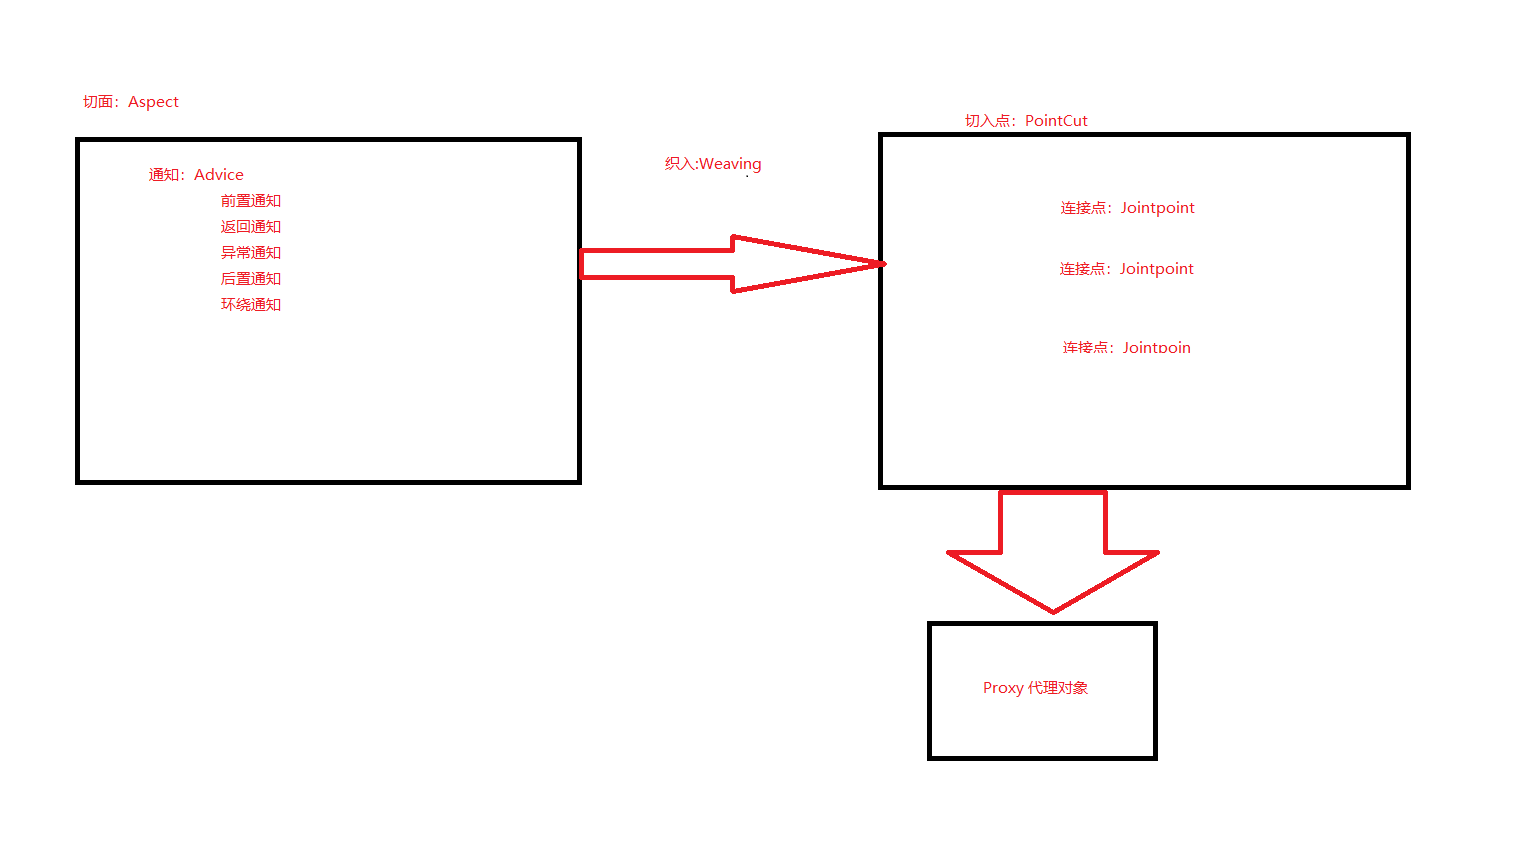 切面：Aspect
通知：Advice
前置通知
返回通知
异常通知
后置通知
环绕通知
织入:Weaving
切入点：PointCut
连接点：Jointpoint
连接点：Jointpoint
连接点：Jointpoin
Proxy 代理对象